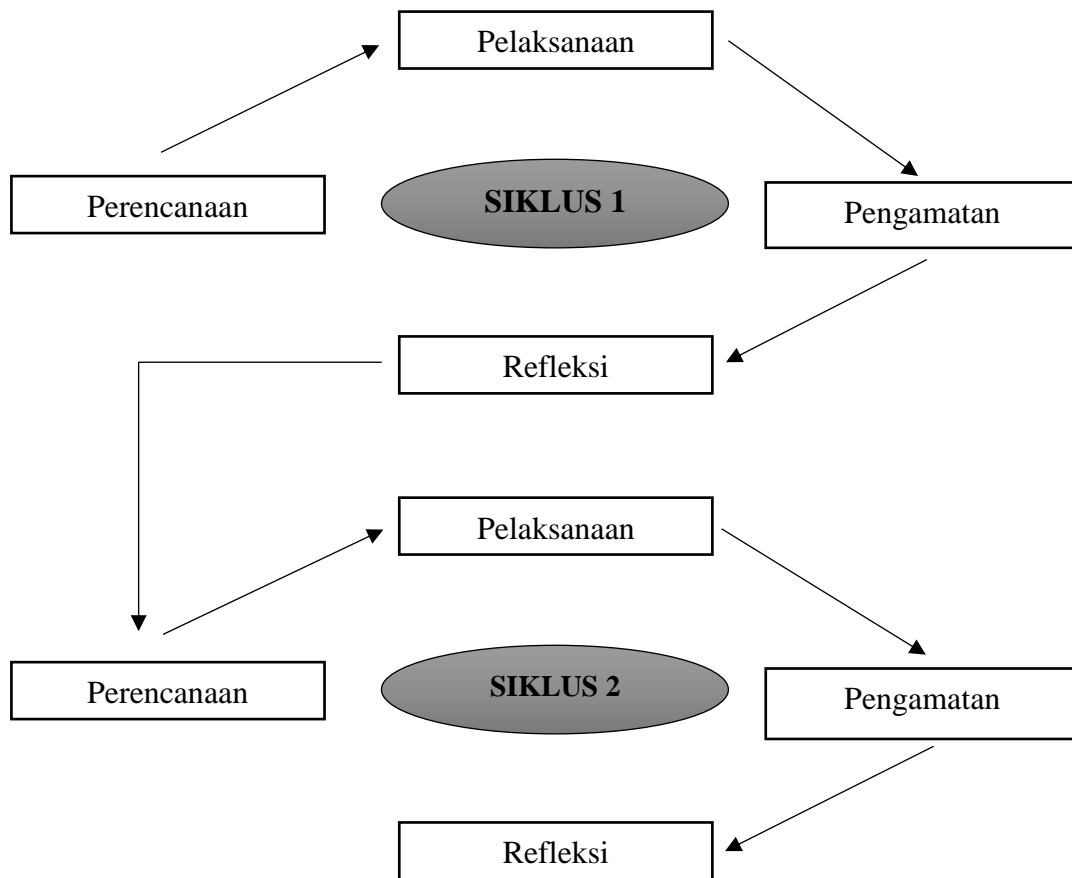 Pelaksanaan
Perencanaan
SIKLUS 1
Pengamatan
Refleksi
Pelaksanaan
Perencanaan
SIKLUS 2
Pengamatan
Refleksi